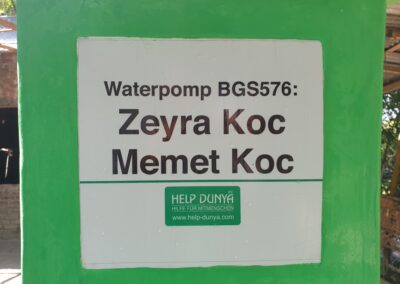 Waterpomp BGS576:
Zeyra Koc
Memet Koc
HELP DUNYA
HILFE FÜR MITMENSCHEN
www.help-dunya.com